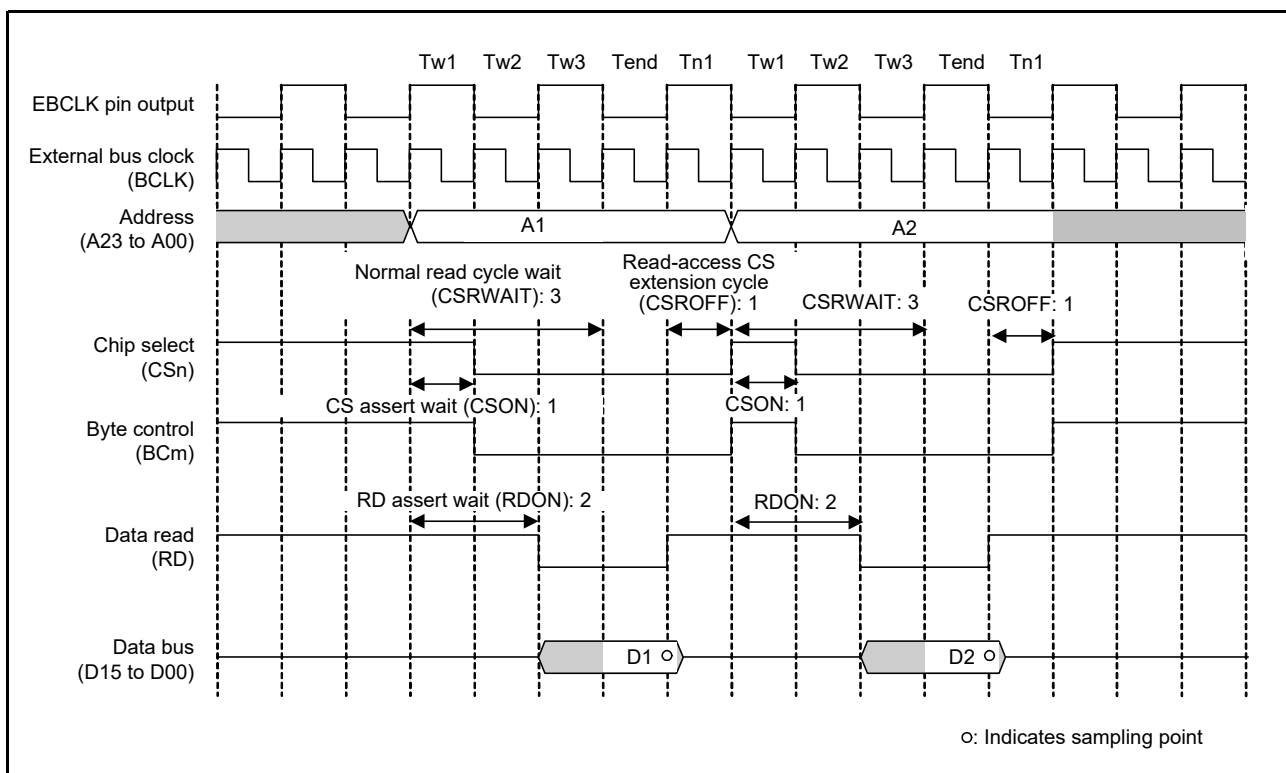 Tw1 Tw2 Tw3 Tend Tn1 Tw1 Tw2 Tw3 Tend Tn1
EBCLK pin output
External bus clock
(BCLK)
Address
(A23 to A00)
A1
A2
Normal read cycle wait
(CSRWAIT): 3
Read-access CS
extension cycle
(CSROFF): 1
CSRWAIT: 3
CSROFF: 1
Chip select
(CSn)
CS assert wait (CSON): 1
CSON: 1
Byte control
(BCm)
RD assert wait (RDON): 2
RDON: 2
Data read
(RD)
Data bus
(D15 to D00)
D1
D2
: Indicates sampling point